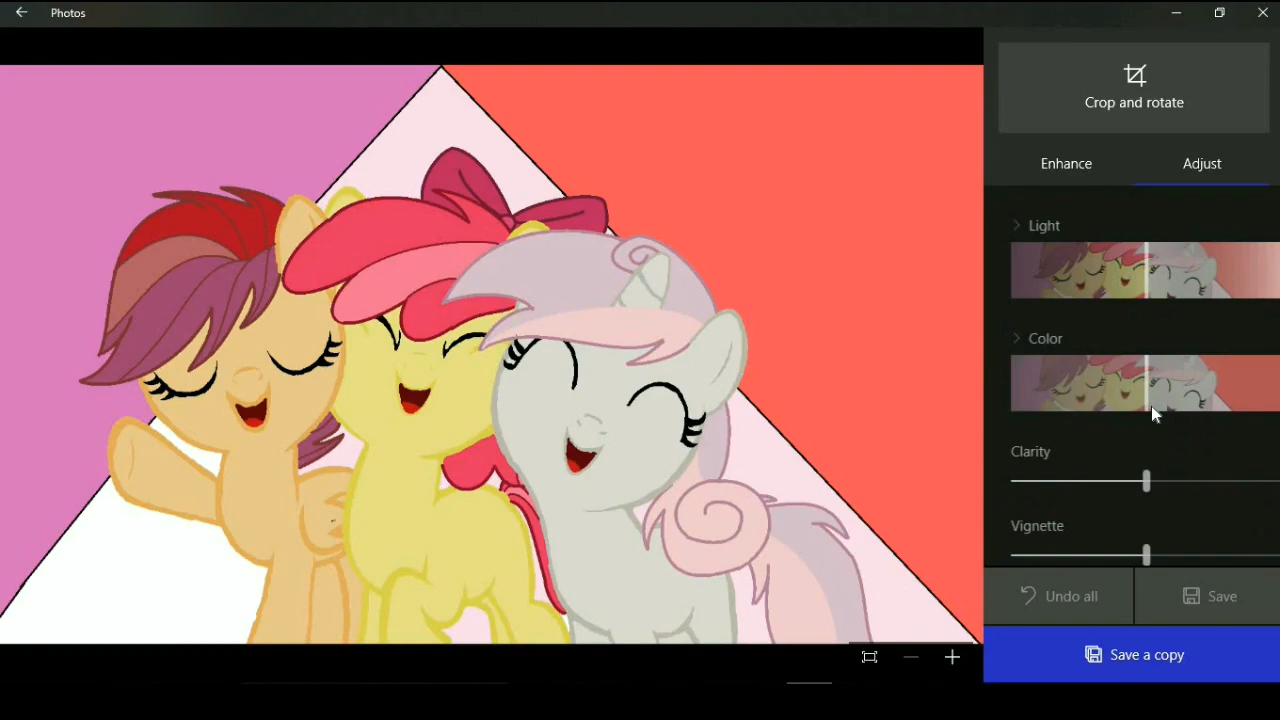 Photos
Crop and rotate
Enhance Adjust
Light
Color
Clarity
Vignette
Undo all Save
Save a copy